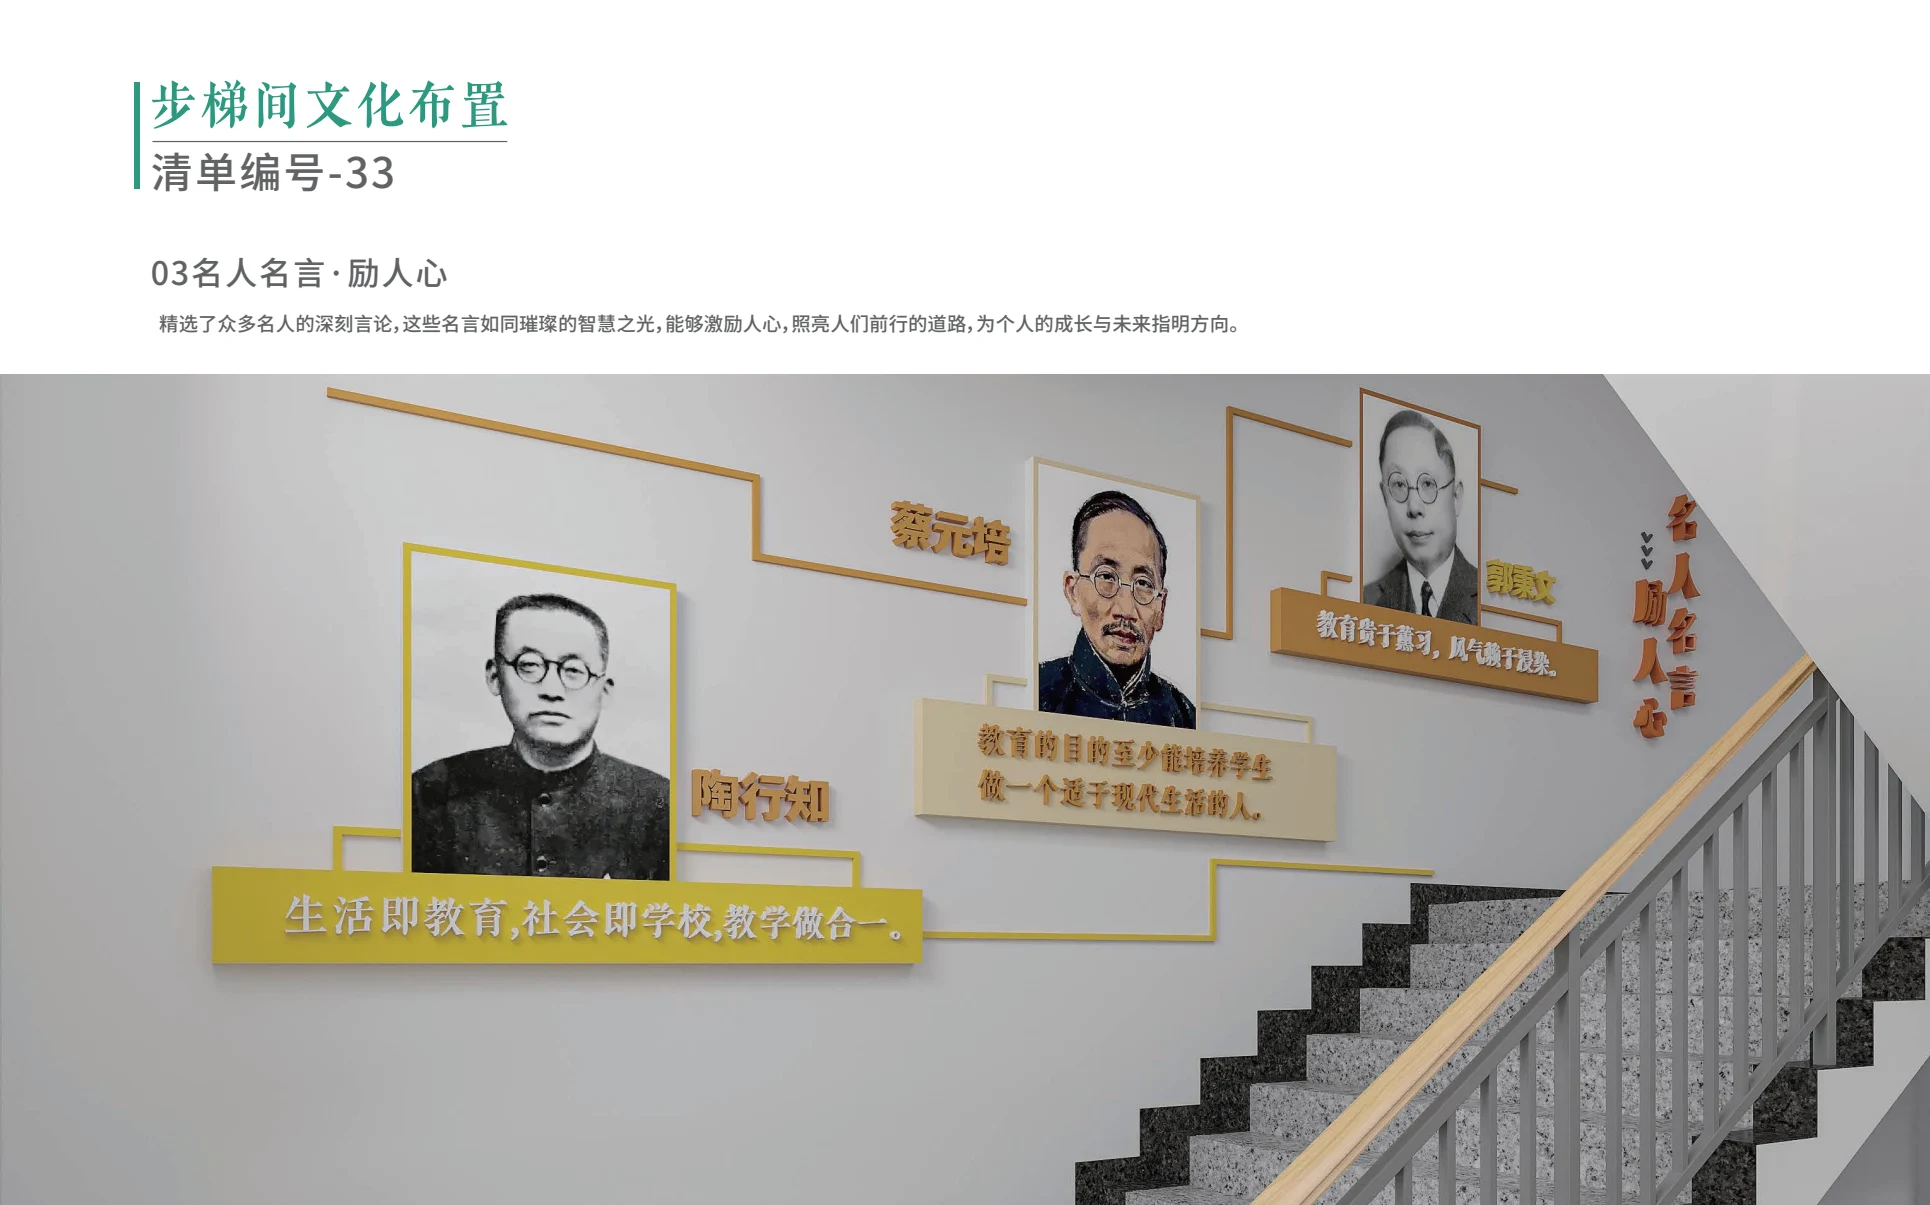 步梯间文化布置
清单编号-33
03名人名言·励人心
精选了众多名人的深刻言论,这些名言如同璀璨的智慧之光,能够激励人心,照亮人们前行的道路,为个人的成长与未来指明方向。
陶行知
生活即教育,社会即学校,教学做合一。
蔡元培
教育的目的至少能培养学生
做一个适于现代生活的人。
郭秉文
教育贵于薰习，风气赖于浸染。
名人名言
励人心